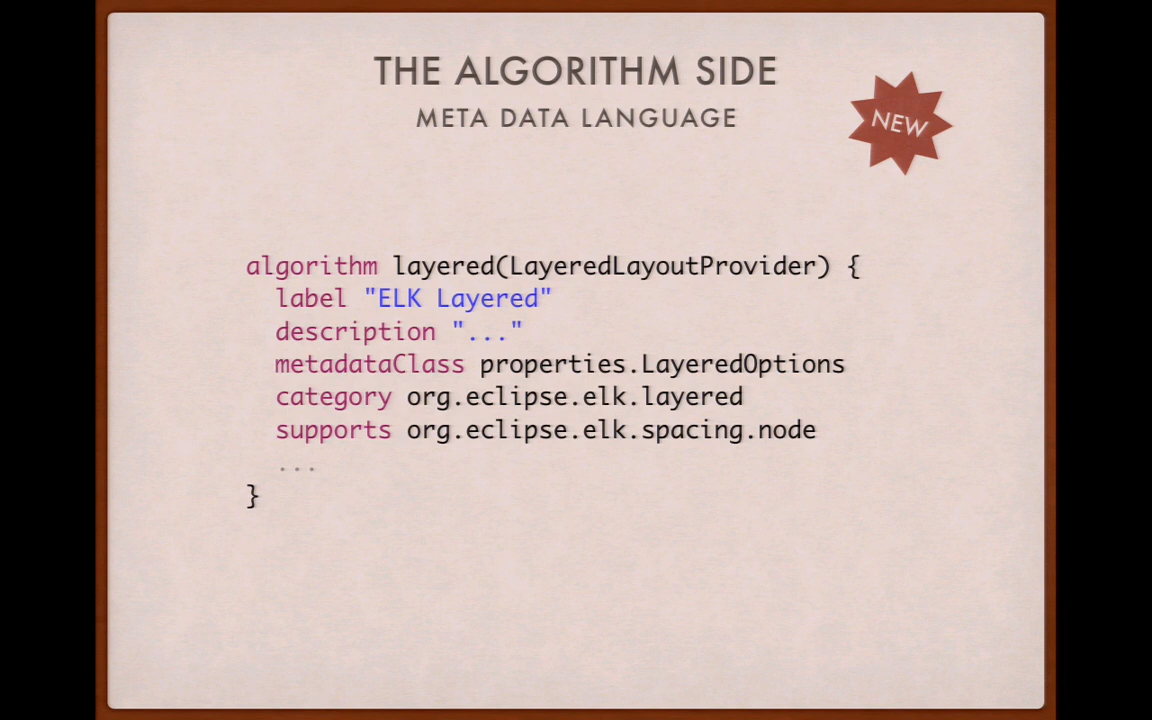 THE ALGORITHM SIDE
META DATA LANGUAGE
NEW
algorithm layered(LayeredLayoutProvider) {
  label "ELK Layered"
  description "..."
  metadataClass properties.LayeredOptions
  category org.eclipse.elk.layered
  supports org.eclipse.elk.spacing.node
  ...
}